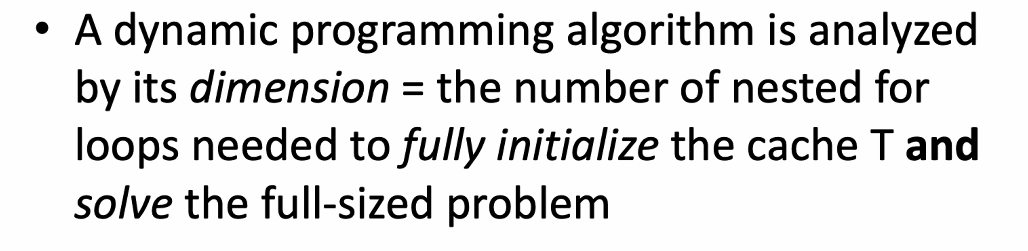 • A dynamic programming algorithm is analyzed
by its dimension = the number of nested for
loops needed to fully initialize the cache T and
solve the full-sized problem